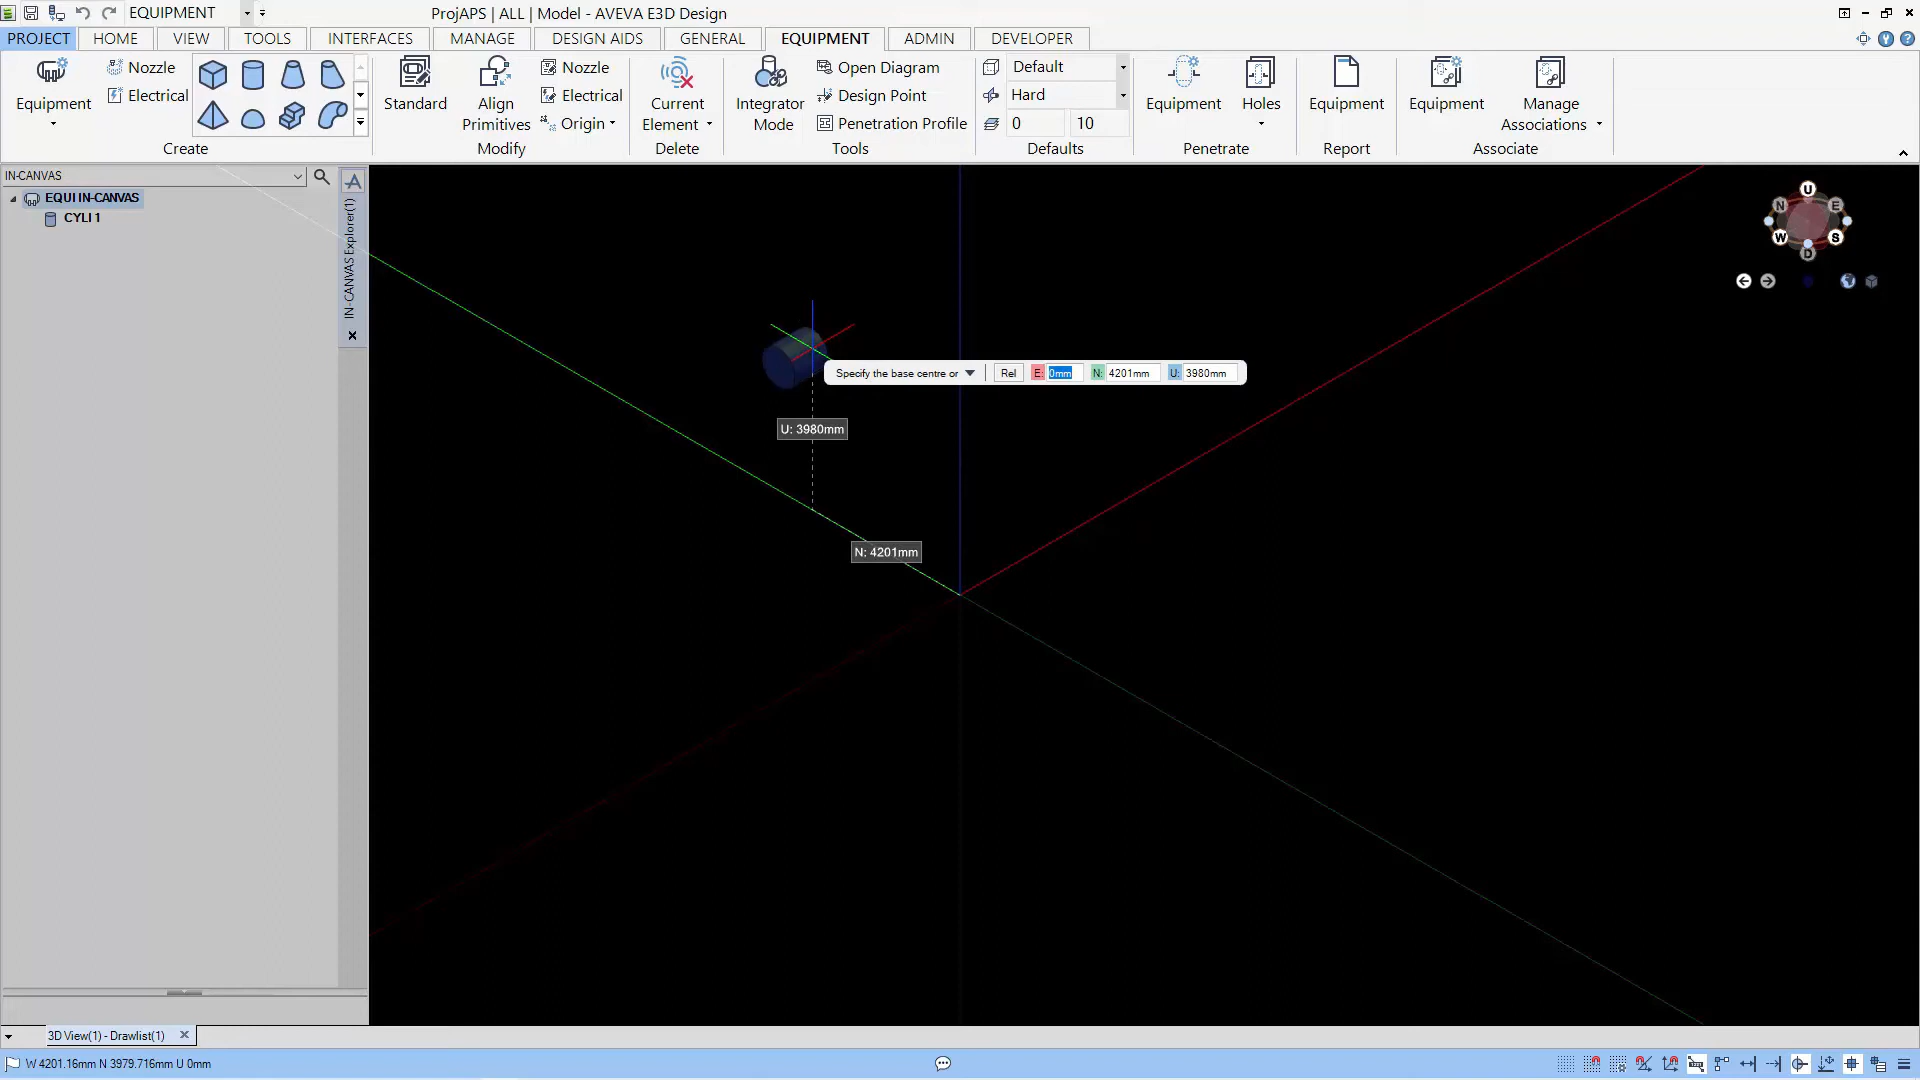 EQUIPMENT
ProjAPS | ALL | Model - AVEVA E3D Design
PROJECT HOME VIEW TOOLS INTERFACES MANAGE DESIGN AIDS GENERAL EQUIPMENT ADMIN DEVELOPER
Equipment
Nozzle
Electrical
Create
Standard
Align
Primitives
Nozzle
Electrical
Origin
Modify
Current
Element
Delete
Integrator
Mode
Open Diagram
Design Point
Penetration Profile
Tools
Default
Hard
0 10
Defaults
Equipment
Holes
Penetrate
Equipment
Report
Equipment
Manage
Associations
Associate
IN-CANVAS
EQUI IN-CANVAS
CYLI 1
IN-CANVAS Explorer(1)
U
N E
W S
D
Specify the base centre or Rel E: 0mm N: 4201mm U: 3980mm
U: 3980mm
N: 4201mm
3D View(1) - Drawlist(1)
W 4201.16mm N 3979.716mm U 0mm